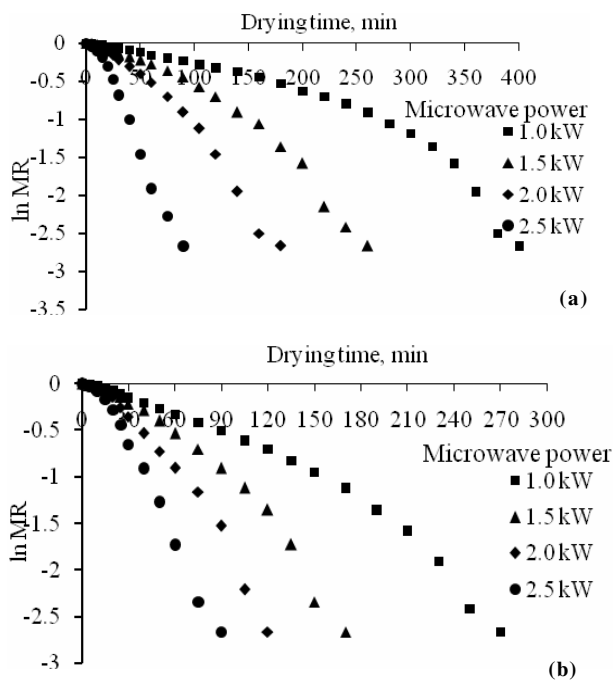 Drying time, min
0
0 50 100 150 200 250 300 350 400
-0.5
-1
-1.5
-2
-2.5
-3
-3.5
ln MR
Microwave power
1.0 kW
1.5 kW
2.0 kW
2.5 kW
(a)
Drying time, min
0
0 30 60 90 120 150 180 210 240 270 300
-0.5
-1
-1.5
-2
-2.5
-3
ln MR
Microwave power
1.0 kW
1.5 kW
2.0 kW
2.5 kW
(b)